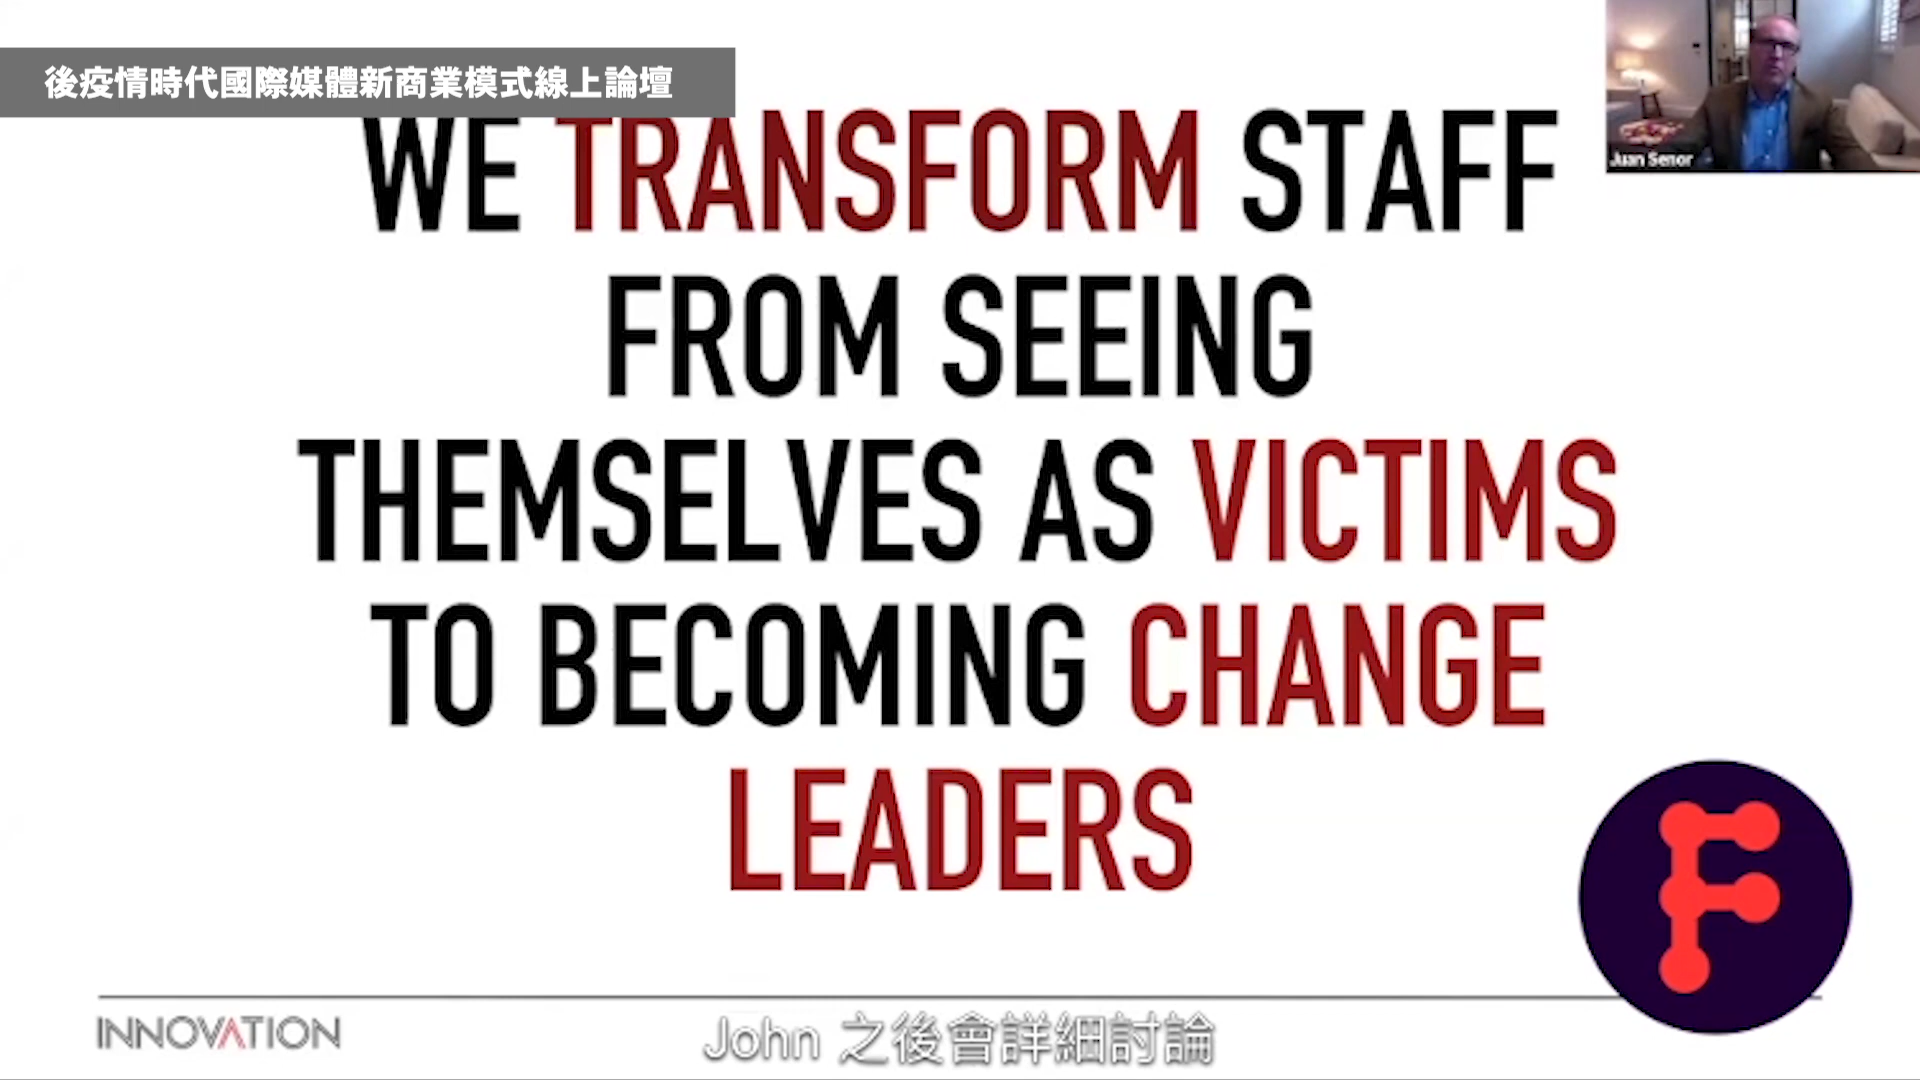 後疫情時代國際媒體新商業模式線上論壇
Juan Senor
WE TRANSFORM STAFF
FROM SEEING
THEMSELVES AS VICTIMS
TO BECOMING CHANGE
LEADERS
F
INNOVATION
John 之後會詳細討論